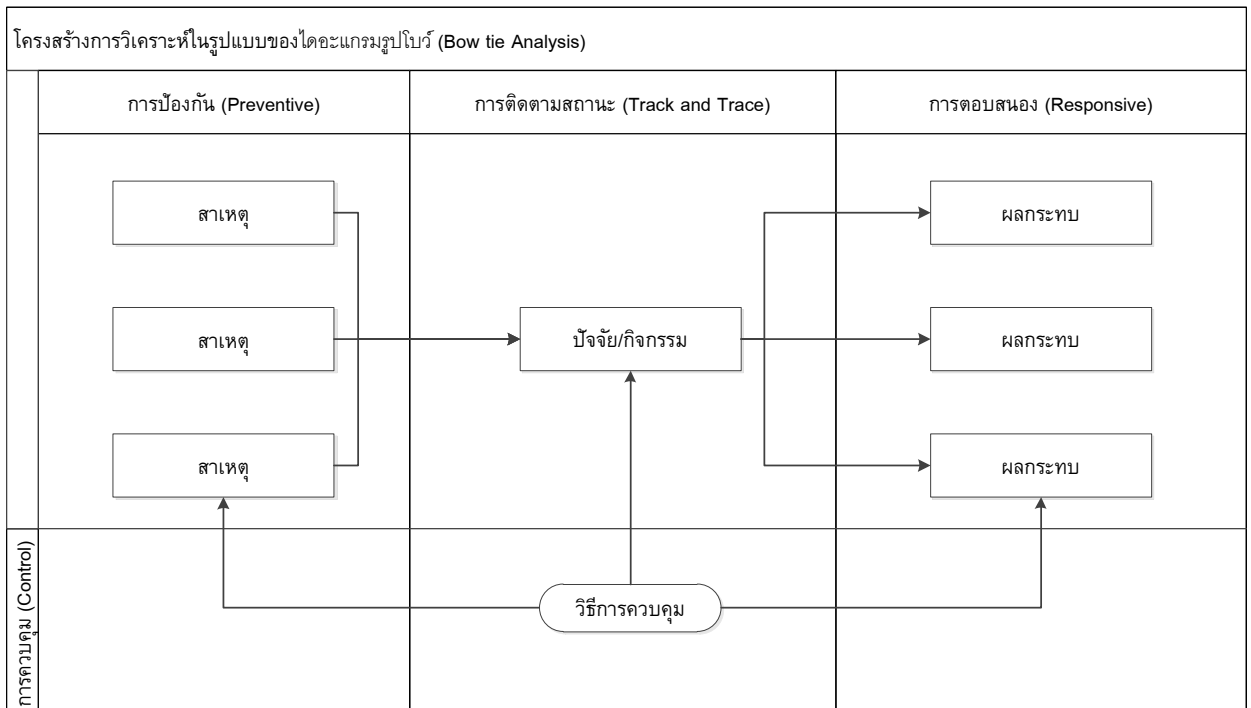 โครงสร้างการวิเคราะห์ในรูปแบบของไดอะแกรมรูปโบว์ (Bow tie Analysis)
การป้องกัน (Preventive)
การติดตามสถานะ (Track and Trace)
การตอบสนอง (Responsive)
สาเหตุ
ผลกระทบ
สาเหตุ
ปัจจัย/กิจกรรม
ผลกระทบ
สาเหตุ
ผลกระทบ
การควบคุม (Control)
วิธีการควบคุม